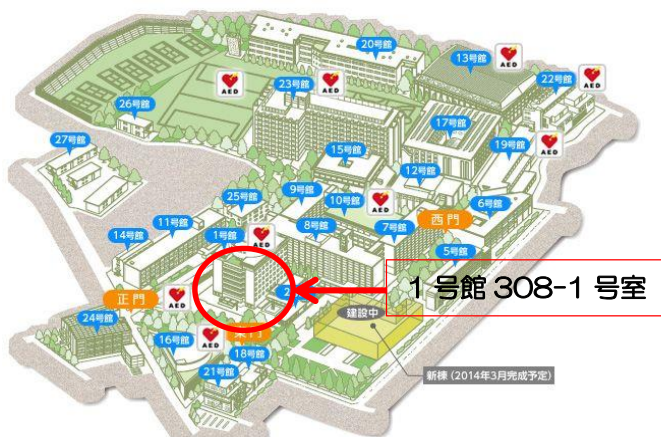 20号館
13号館
AED
22号館
AED
23号館
AED
AED
26号館
17号館
27号館
15号館
19号館
AED
12号館
9号館
25号館
10号館
AED
6号館
西門
11号館
1号館
AED
8号館
7号館
14号館
5号館
正門
AED
2
1号館 308-1 号室
24号館
建設中
16号館
AED
東門
18号館
21号館
新棟(2014年3月完成予定)